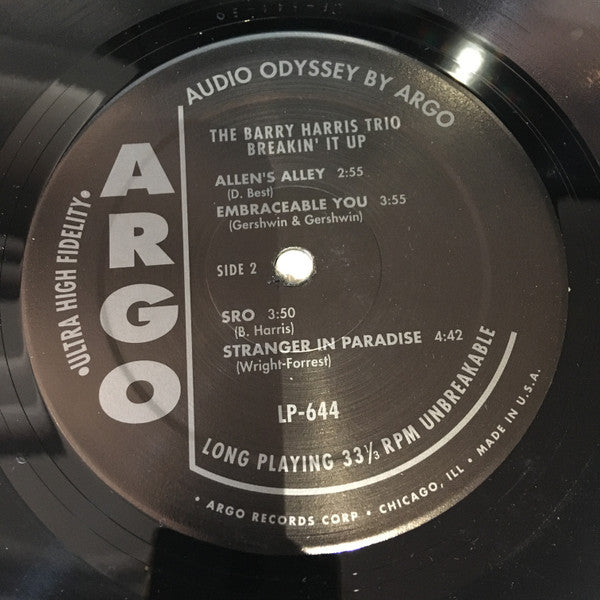 AUDIO ODYSSEY BY ARGO
•ULTRA HIGH FIDELITY•
ARGO
THE BARRY HARRIS TRIO
BREAKIN' IT UP
ALLEN'S ALLEY 2:55
(D. Best)
EMBRACEABLE YOU 3:55
(Gershwin & Gershwin)
SIDE 2
SRO 3:50
(B. Harris)
STRANGER IN PARADISE 4:42
(Wright-Forrest)
LP-644
LONG PLAYING 33⅓ RPM UNBREAKABLE
• ARGO RECORDS CORP • CHICAGO, ILL • MADE IN U.S.A.